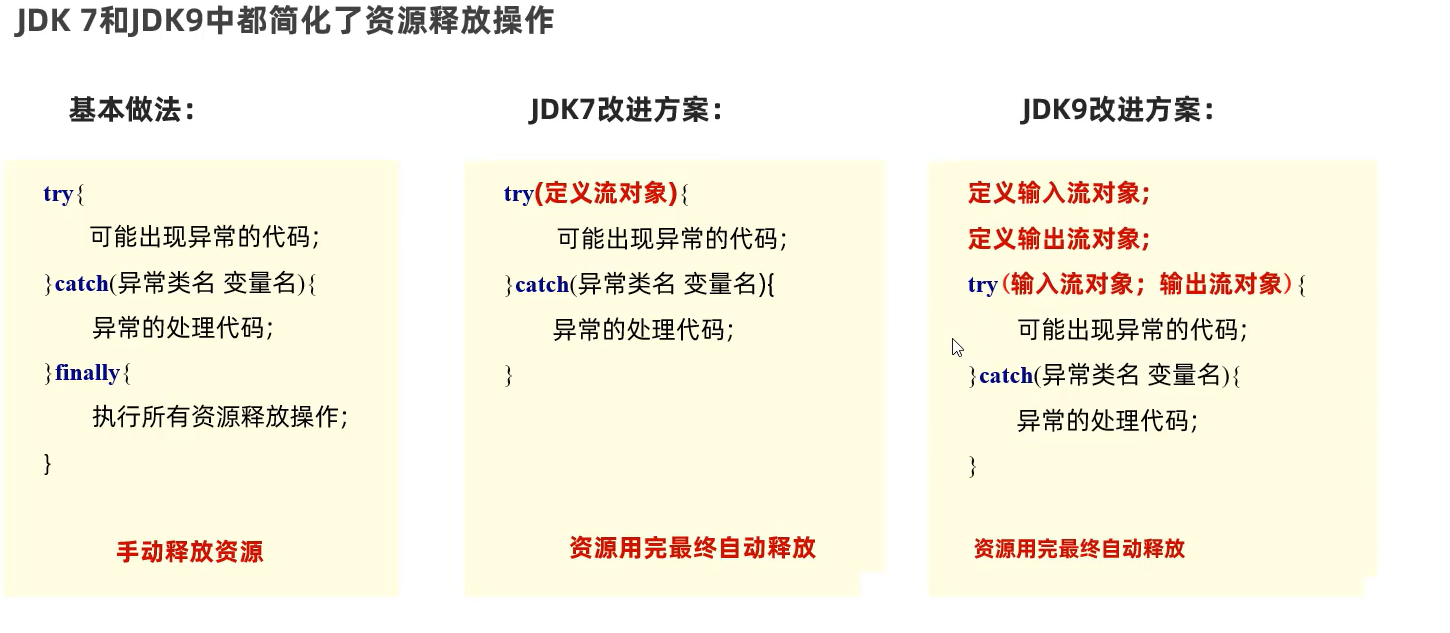 JDK 7和JDK9中都简化了资源释放操作
基本做法：
try{
可能出现异常的代码;
}catch(异常类名 变量名){
异常的处理代码;
}finally{
执行所有资源释放操作;
}
手动释放资源
JDK7改进方案：
try(定义流对象){
可能出现异常的代码;
}catch(异常类名 变量名){
异常的处理代码;
}
资源用完最终自动释放
JDK9改进方案：
定义输入流对象;
定义输出流对象;
try(输入流对象；输出流对象){
可能出现异常的代码;
}catch(异常类名 变量名){
异常的处理代码;
}
资源用完最终自动释放